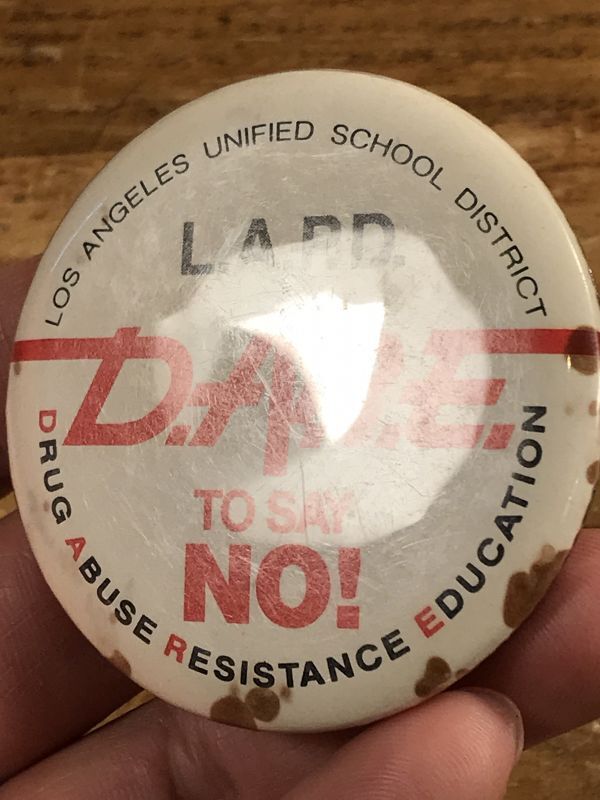 LOS ANGELES UNIFIED SCHOOL DISTRICT
L.A.P.D.
D.A.R.E.
TO SAY
NO!
DRUG ABUSE RESISTANCE EDUCATION